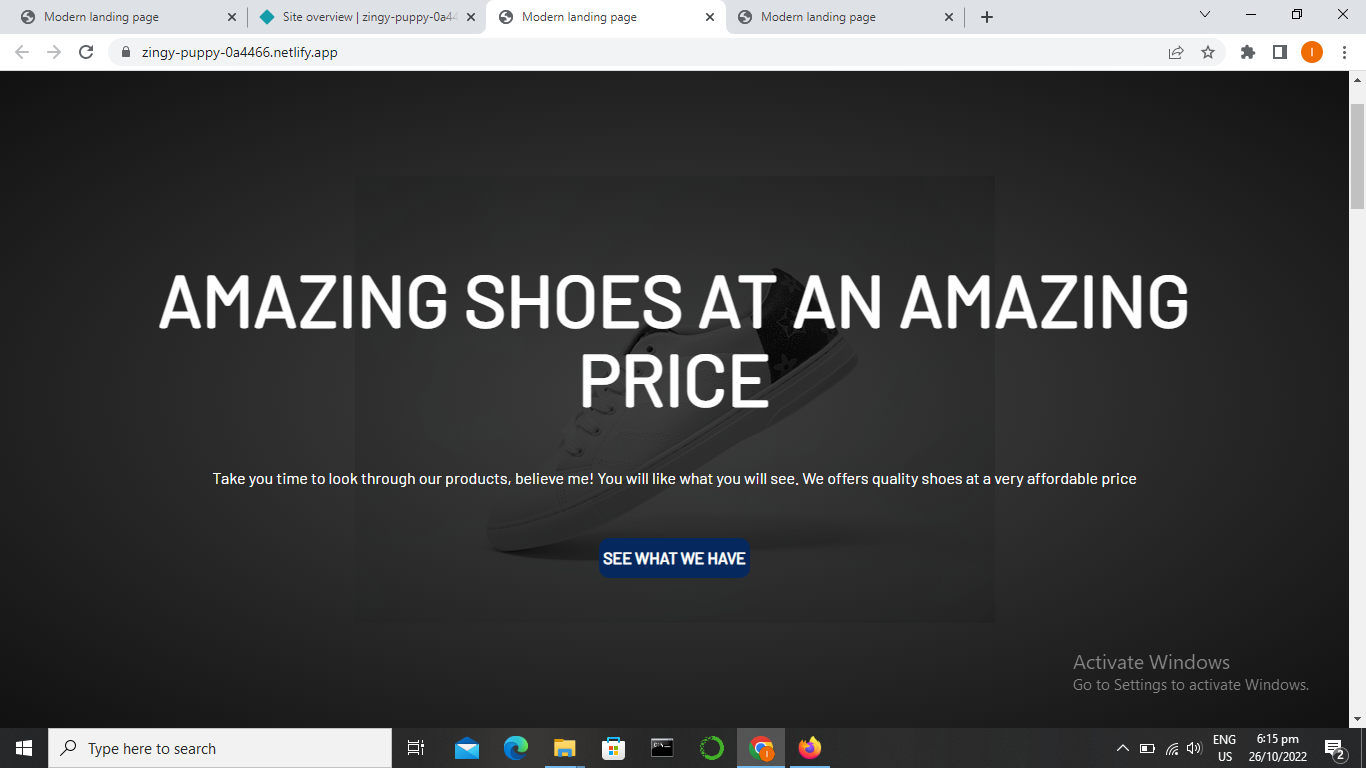 Modern landing page
Site overview | zingy-puppy-0a44
Modern landing page
Modern landing page
zingy-puppy-0a4466.netlify.app
I
AMAZING SHOES AT AN AMAZING
PRICE
Take you time to look through our products, believe me! You will like what you will see. We offers quality shoes at a very affordable price
SEE WHAT WE HAVE
Activate Windows
Go to Settings to activate Windows.
Type here to search
ENG
US
6:15 pm
26/10/2022
2